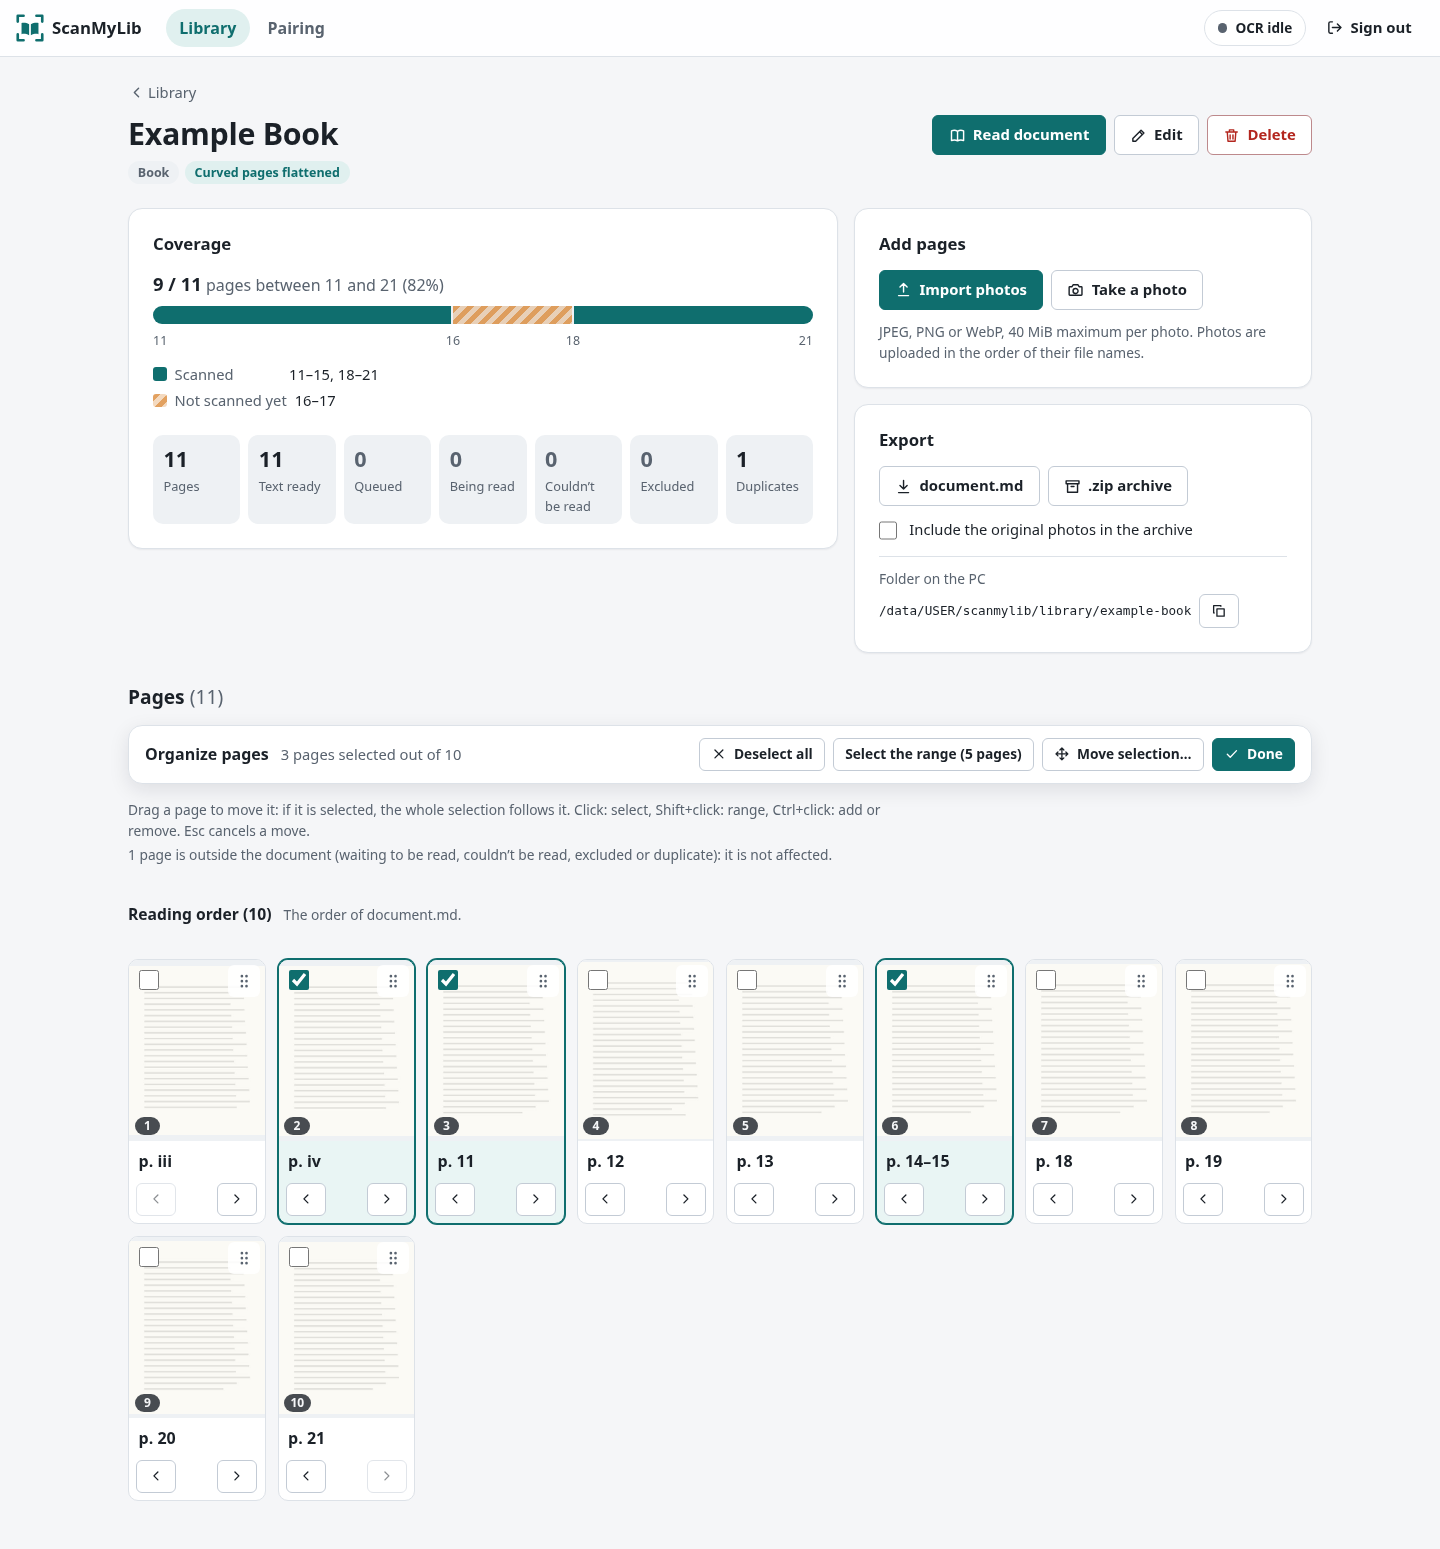 ScanMyLib
Library
Pairing
OCR idle
Sign out
Library
Example Book
Read document
Edit
Delete
Book
Curved pages flattened
Coverage
9 / 11 pages between 11 and 21 (82%)
11
16
18
21
Scanned 11–15, 18–21
Not scanned yet 16–17
11
Pages
11
Text ready
0
Queued
0
Being read
0
Couldn’t
be read
0
Excluded
1
Duplicates
Add pages
Import photos
Take a photo
JPEG, PNG or WebP, 40 MiB maximum per photo. Photos are
uploaded in the order of their file names.
Export
document.md
.zip archive
Include the original photos in the archive
Folder on the PC
/data/USER/scanmylib/library/example-book
Pages (11)
Organize pages
3 pages selected out of 10
Deselect all
Select the range (5 pages)
Move selection...
Done
Drag a page to move it: if it is selected, the whole selection follows it. Click: select, Shift+click: range, Ctrl+click: add or
remove. Esc cancels a move.
1 page is outside the document (waiting to be read, couldn’t be read, excluded or duplicate): it is not affected.
Reading order (10)
The order of document.md.
1
p. iii
2
p. iv
3
p. 11
4
p. 12
5
p. 13
6
p. 14–15
7
p. 18
8
p. 19
9
p. 20
10
p. 21